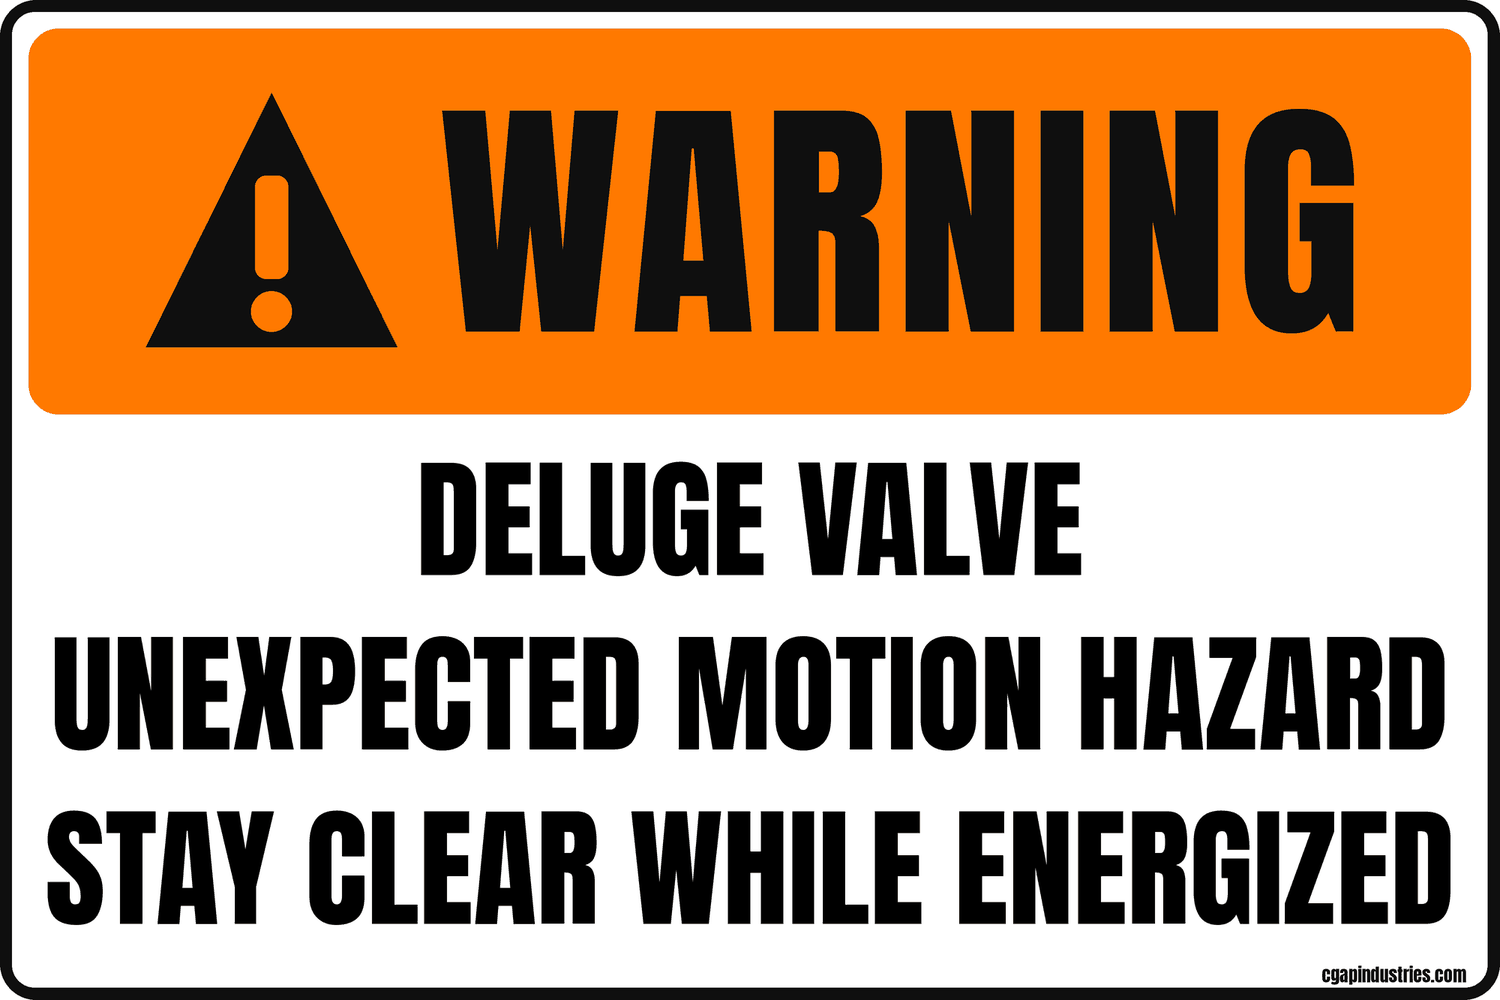 WARNING
DELUGE VALVE
UNEXPECTED MOTION HAZARD
STAY CLEAR WHILE ENERGIZED
cgapindustries.com